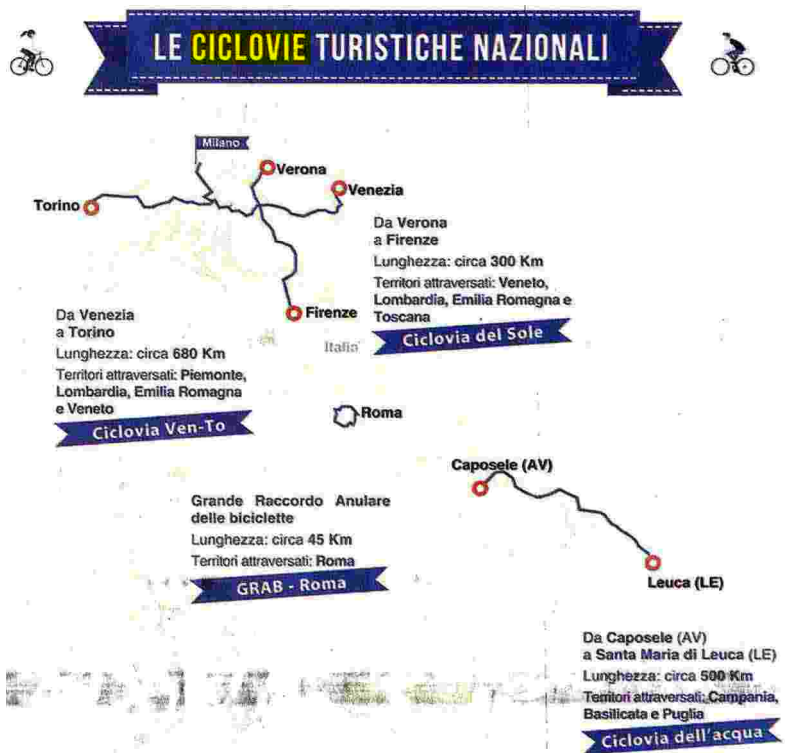 LE CICLOVIE TURISTICHE NAZIONALI
Milano
Verona
Venezia
Torino
Da Verona
a Firenze
Lunghezza: circa 300 Km
Territori attraversati: Veneto,
Lombardia, Emilia Romagna e
Toscana
Ciclovia del Sole
Firenze
Italia
Da Venezia
a Torino
Lunghezza: circa 680 Km
Territori attraversati: Piemonte,
Lombardia, Emilia Romagna
e Veneto
Ciclovia Ven-To
Roma
Caposele (AV)
Leuca (LE)
Grande Raccordo Anulare
delle biciclette
Lunghezza: circa 45 Km
Territori attraversati: Roma
GRAB - Roma
Da Caposele (AV)
a Santa Maria di Leuca (LE)
Lunghezza: circa 500 Km
Territori attraversati: Campania,
Basilicata e Puglia
Ciclovia dell'acqua